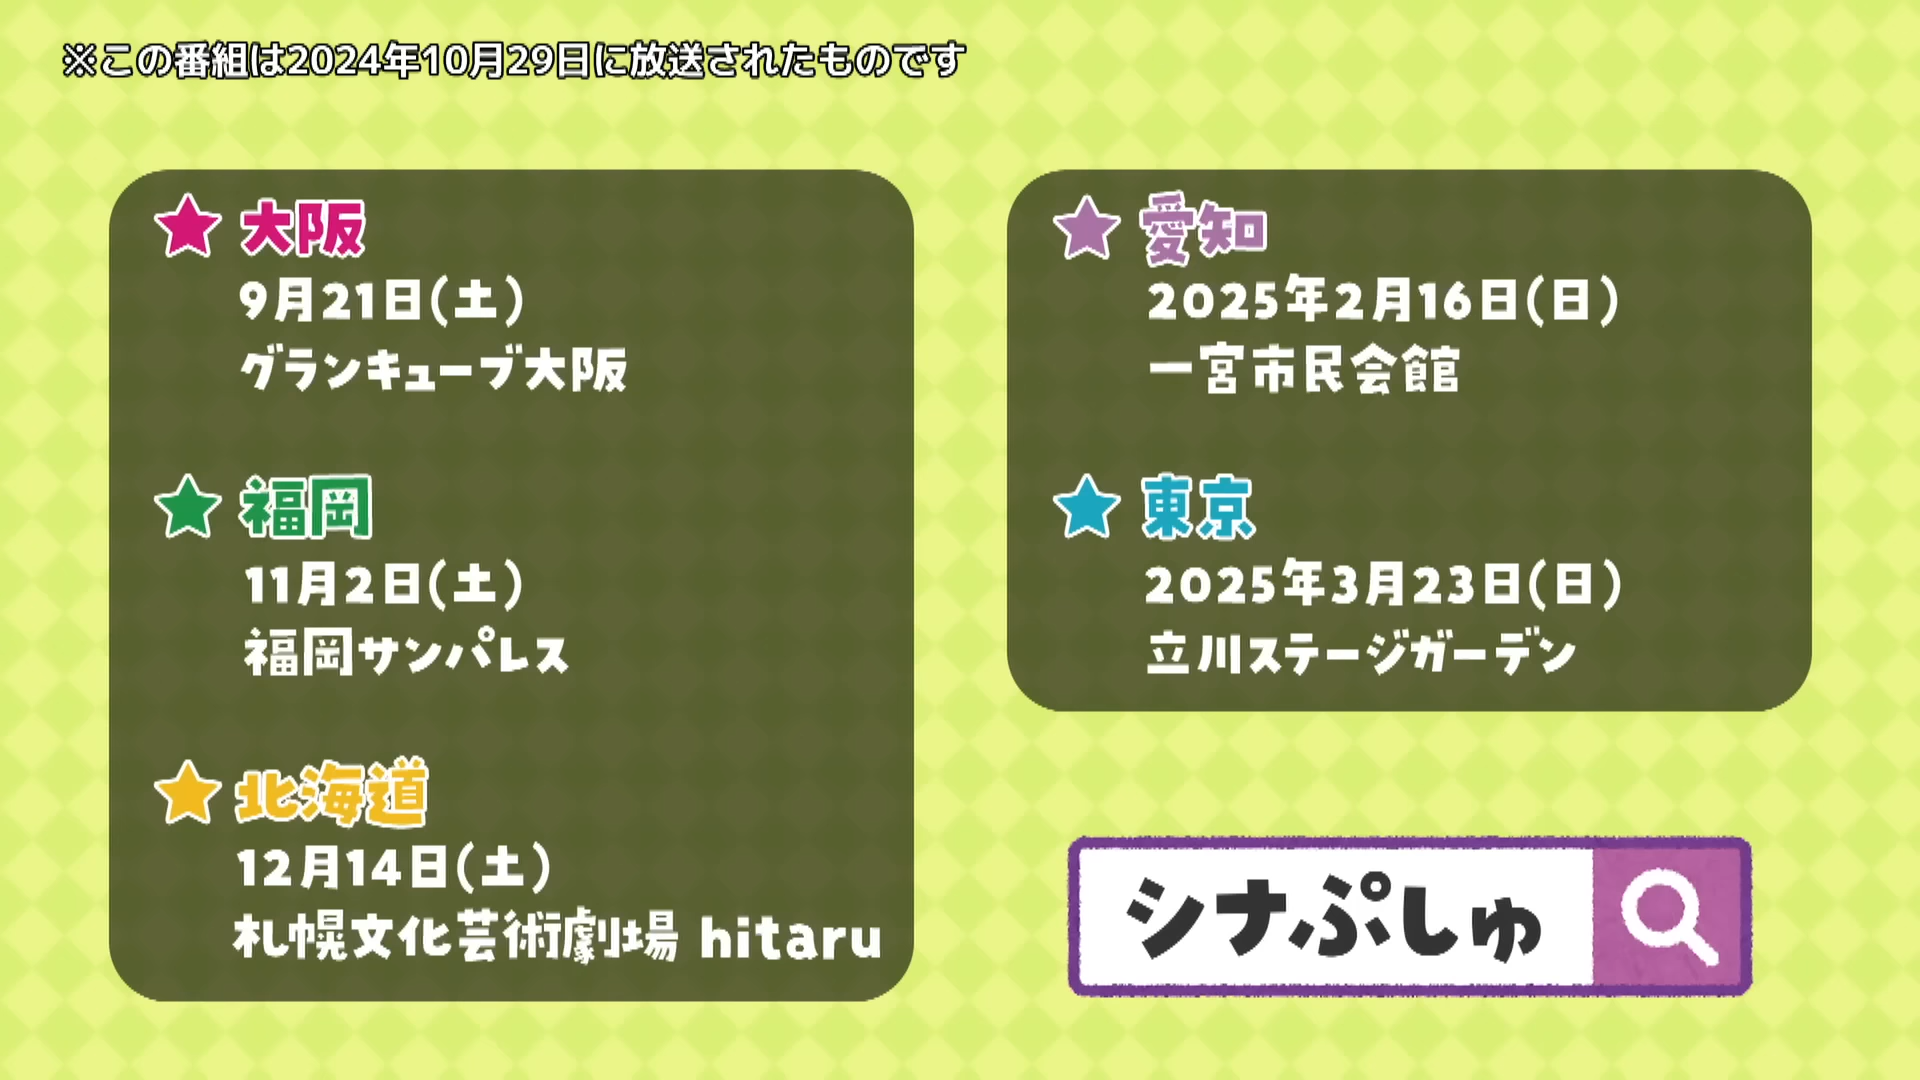 ※この番組は2024年10月29日に放送されたものです
大阪
9月21日(土)
グランキューブ大阪
福岡
11月2日(土)
福岡サンパレス
北海道
12月14日(土)
札幌文化芸術劇場 hitaru
愛知
2025年2月16日(日)
一宮市民会館
東京
2025年3月23日(日)
立川ステージガーデン
シナぷしゅ